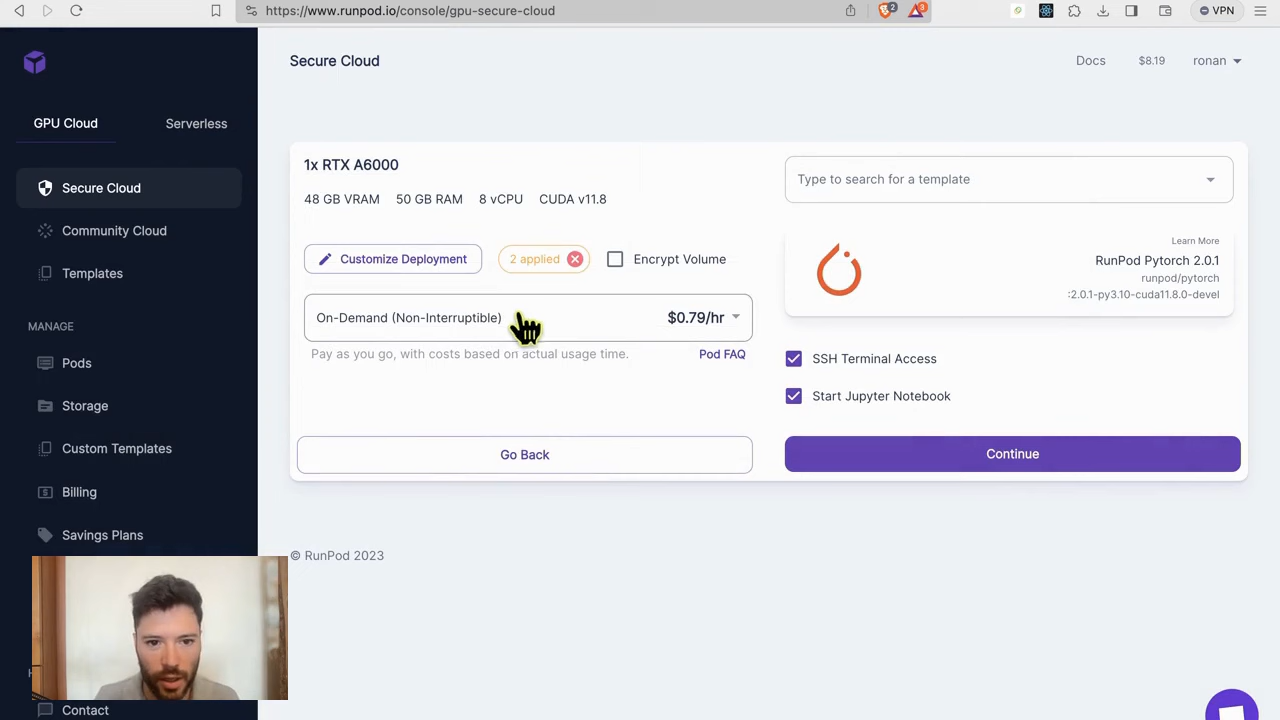 https://www.runpod.io/console/gpu-secure-cloud
2
3
VPN
Secure Cloud
Docs
$8.19
ronan
GPU Cloud
Serverless
Secure Cloud
Community Cloud
Templates
MANAGE
Pods
Storage
Custom Templates
Billing
Savings Plans
Contact
1x RTX A6000
48 GB VRAM 50 GB RAM 8 vCPU CUDA v11.8
Customize Deployment
2 applied
Encrypt Volume
On-Demand (Non-Interruptible)
$0.79/hr
Pay as you go, with costs based on actual usage time.
Pod FAQ
Go Back
Type to search for a template
Learn More
RunPod Pytorch 2.0.1
runpod/pytorch
:2.0.1-py3.10-cuda11.8.0-devel
SSH Terminal Access
Start Jupyter Notebook
Continue
© RunPod 2023